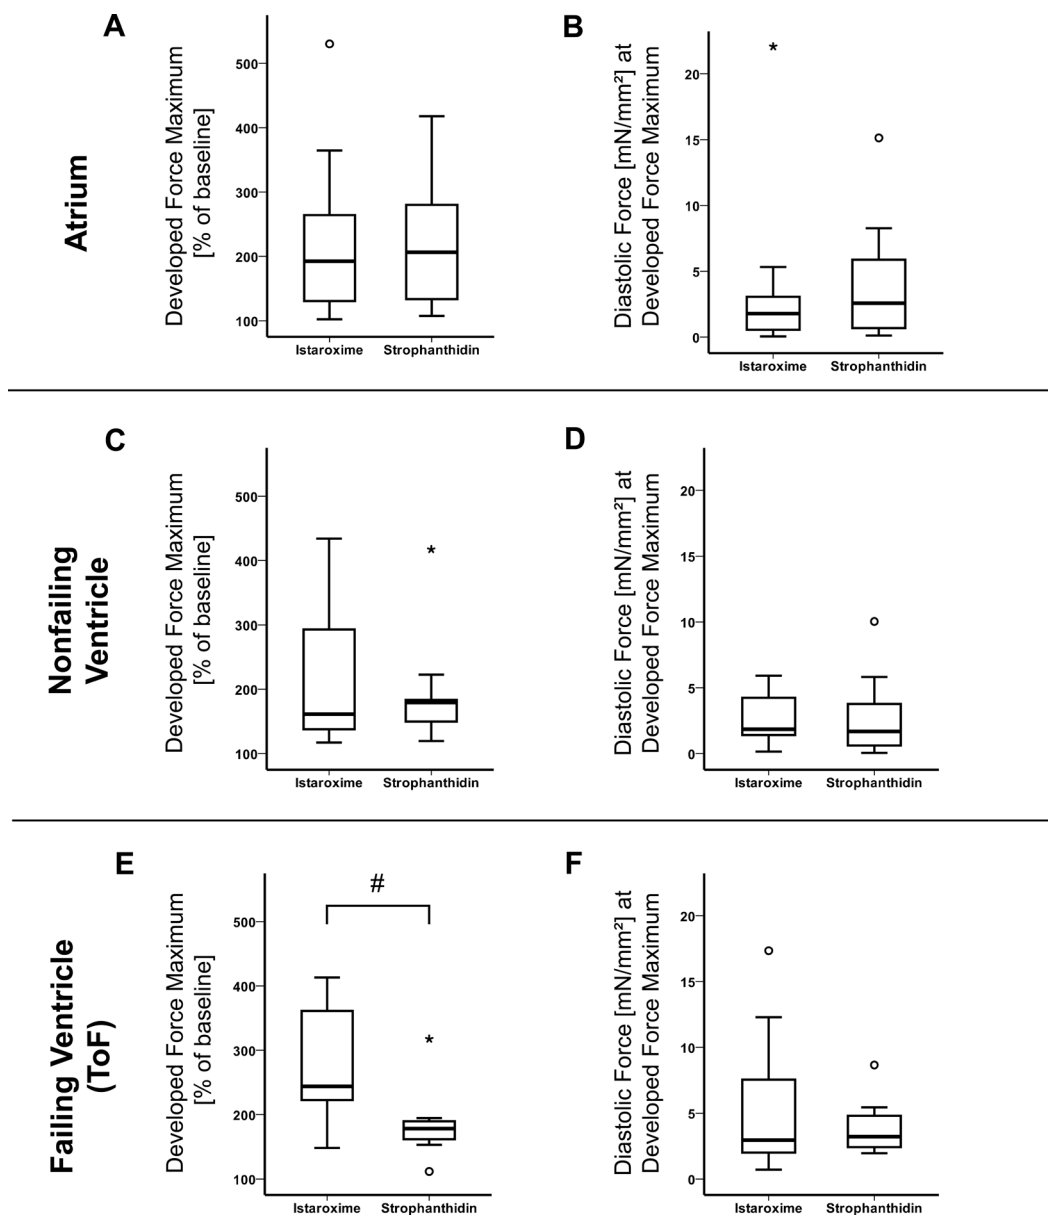 A
B
Atrium
Developed Force Maximum
[% of baseline]
500
400
300
200
100
*
Istaroxime Strophanthidin
Diastolic Force [mN/mm²] at
Developed Force Maximum
20
15
10
5
0
Istaroxime Strophanthidin
C
D
Nonfailing
Ventricle
Developed Force Maximum
[% of baseline]
500
400
300
200
100
*
Istaroxime Strophanthidin
Diastolic Force [mN/mm²] at
Developed Force Maximum
20
15
10
5
0
Istaroxime Strophanthidin
E
F
Failing Ventricle
(ToF)
Developed Force Maximum
[% of baseline]
500
400
300
200
100
#
*
Istaroxime Strophanthidin
Diastolic Force [mN/mm²] at
Developed Force Maximum
20
15
10
5
0
Istaroxime Strophanthidin